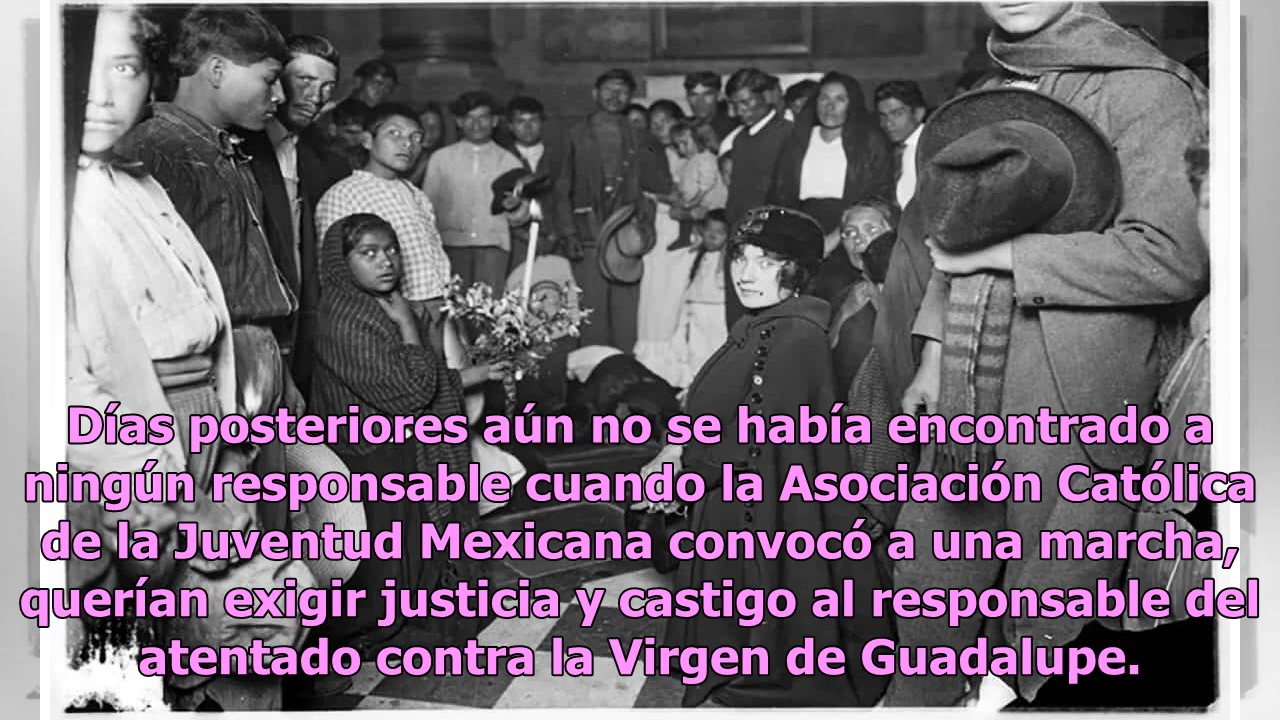 Días posteriores aún no se había encontrado a
ningún responsable cuando la Asociación Católica
de la Juventud Mexicana convocó a una marcha,
querían exigir justicia y castigo al responsable del
atentado contra la Virgen de Guadalupe.